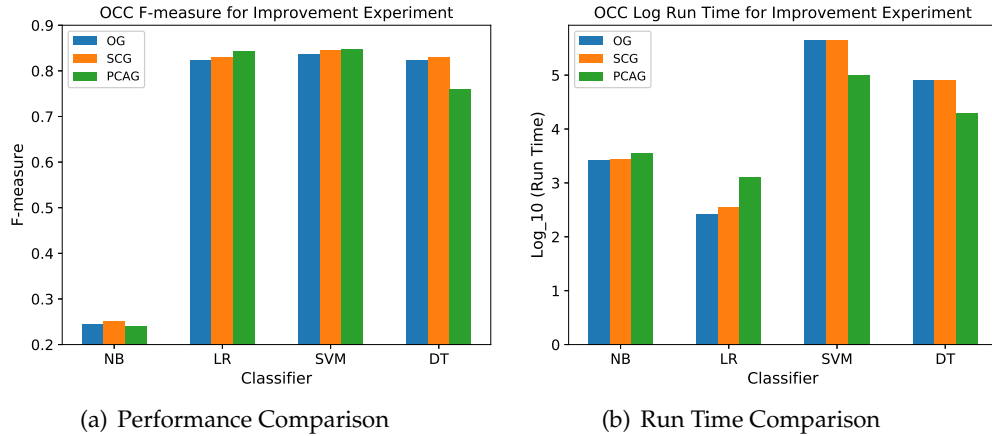 OCC F-measure for Improvement Experiment
0.9
0.8
0.7
0.6
0.5
0.4
0.3
0.2
F-measure
OG
SCG
PCAG
NB LR SVM DT
Classifier
(a) Performance Comparison
OCC Log Run Time for Improvement Experiment
5
4
3
2
1
0
Log_10 (Run Time)
OG
SCG
PCAG
NB LR SVM DT
Classifier
(b) Run Time Comparison